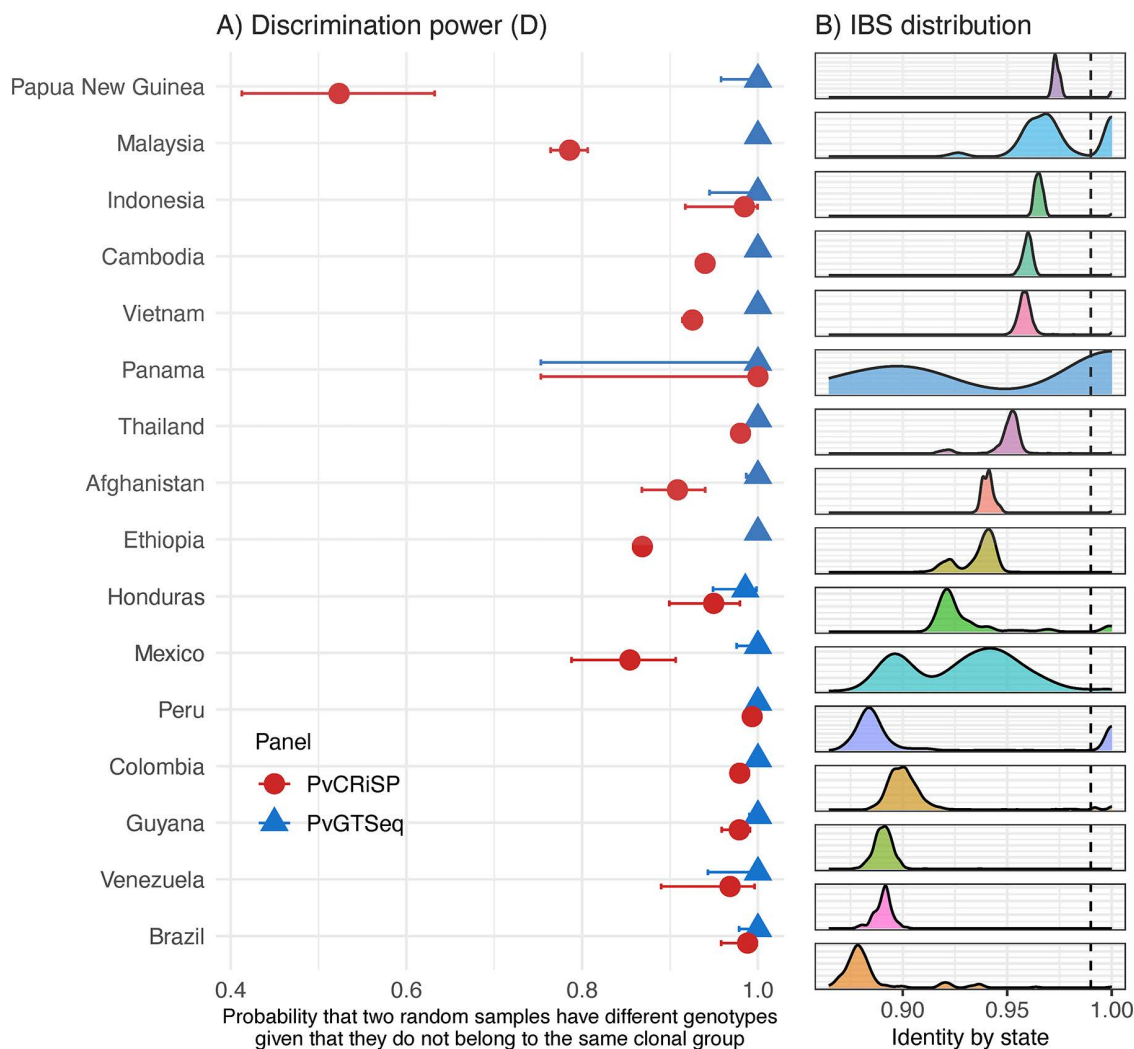 A) Discrimination power (D)
B) IBS distribution
Papua New Guinea
Malaysia
Indonesia
Cambodia
Vietnam
Panama
Thailand
Afghanistan
Ethiopia
Honduras
Mexico
Peru
Colombia
Guyana
Venezuela
Brazil
Panel
PvCRiSP
PvGTSeq
0.4 0.6 0.8 1.0
Probability that two random samples have different genotypes
given that they do not belong to the same clonal group
0.90 0.95 1.00
Identity by state